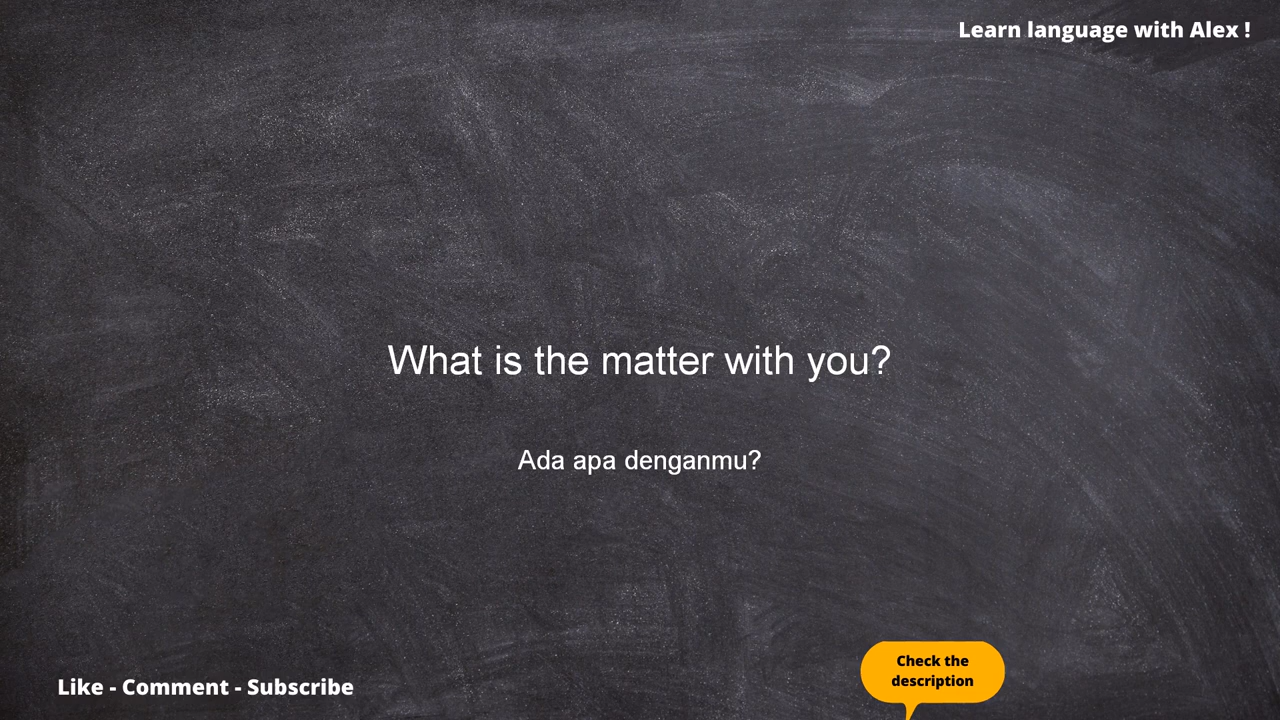 Learn language with Alex !
What is the matter with you?
Ada apa denganmu?
Like - Comment - Subscribe
Check the
description